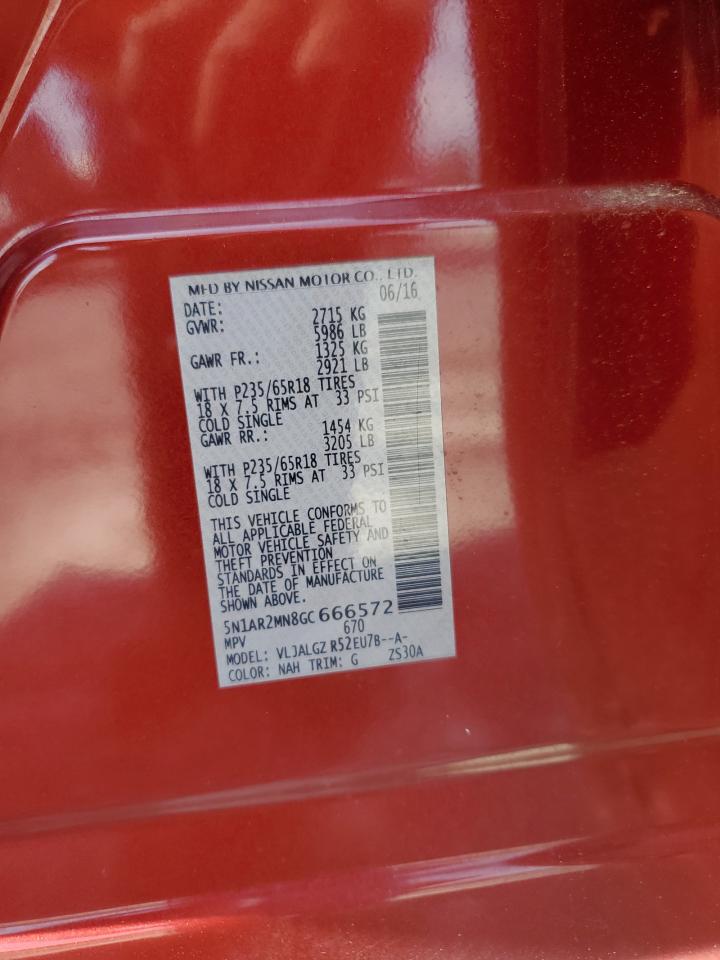 MFD BY NISSAN MOTOR CO., LTD.
DATE: 06/16
GVWR: 2715 KG
5986 LB
GAWR FR.: 1325 KG
2921 LB
WITH P235/65R18 TIRES
18 X 7.5 RIMS AT 33 PSI
COLD SINGLE
GAWR RR.: 1454 KG
3205 LB
WITH P235/65R18 TIRES
18 X 7.5 RIMS AT 33 PSI
COLD SINGLE
THIS VEHICLE CONFORMS TO
ALL APPLICABLE FEDERAL
MOTOR VEHICLE SAFETY AND
THEFT PREVENTION
STANDARDS IN EFFECT ON
THE DATE OF MANUFACTURE
SHOWN ABOVE.
5N1AR2MN8GC666572
MPV 670
MODEL: VLJALGZ R52EU7B--A-
COLOR: NAH TRIM: G ZS30A